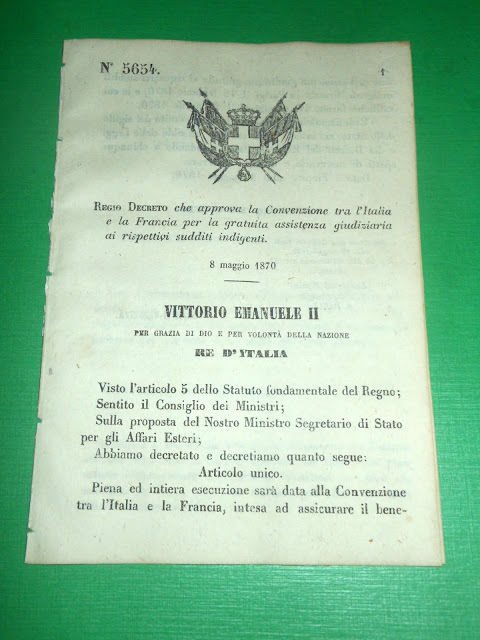 N° 5654.
1
REGIO DECRETO che approva la Convenzione tra l'Italia
e la Francia per la gratuita assistenza giudiziaria
ai rispettivi sudditi indigenti.
8 maggio 1870
VITTORIO EMANUELE II
PER GRAZIA DI DIO E PER VOLONTÀ DELLA NAZIONE
RE D'ITALIA
Visto l'articolo 5 dello Statuto fondamentale del Regno;
Sentito il Consiglio dei Ministri;
Sulla proposta del Nostro Ministro Segretario di Stato
per gli Affari Esteri;
Abbiamo decretato e decretiamo quanto segue:
Articolo unico.
Piena ed intiera esecuzione sarà data alla Convenzione
tra l'Italia e la Francia, intesa ad assicurare il bene-